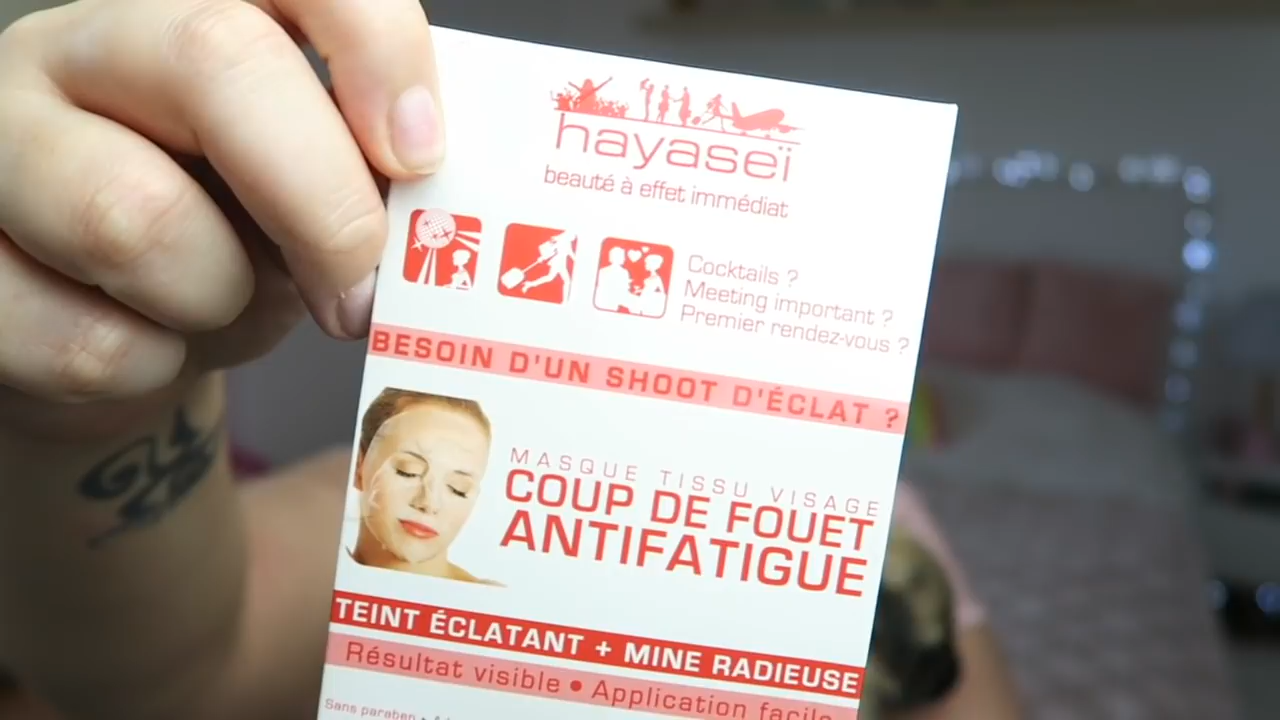 hayaseï
beauté à effet immédiat
Cocktails ?
Meeting important ?
Premier rendez-vous ?
BESOIN D'UN SHOOT D'ÉCLAT ?
MASQUE TISSU VISAGE
COUP DE FOUET
ANTIFATIGUE
TEINT ÉCLATANT + MINE RADIEUSE
Résultat visible • Application facile
Sans paraben •